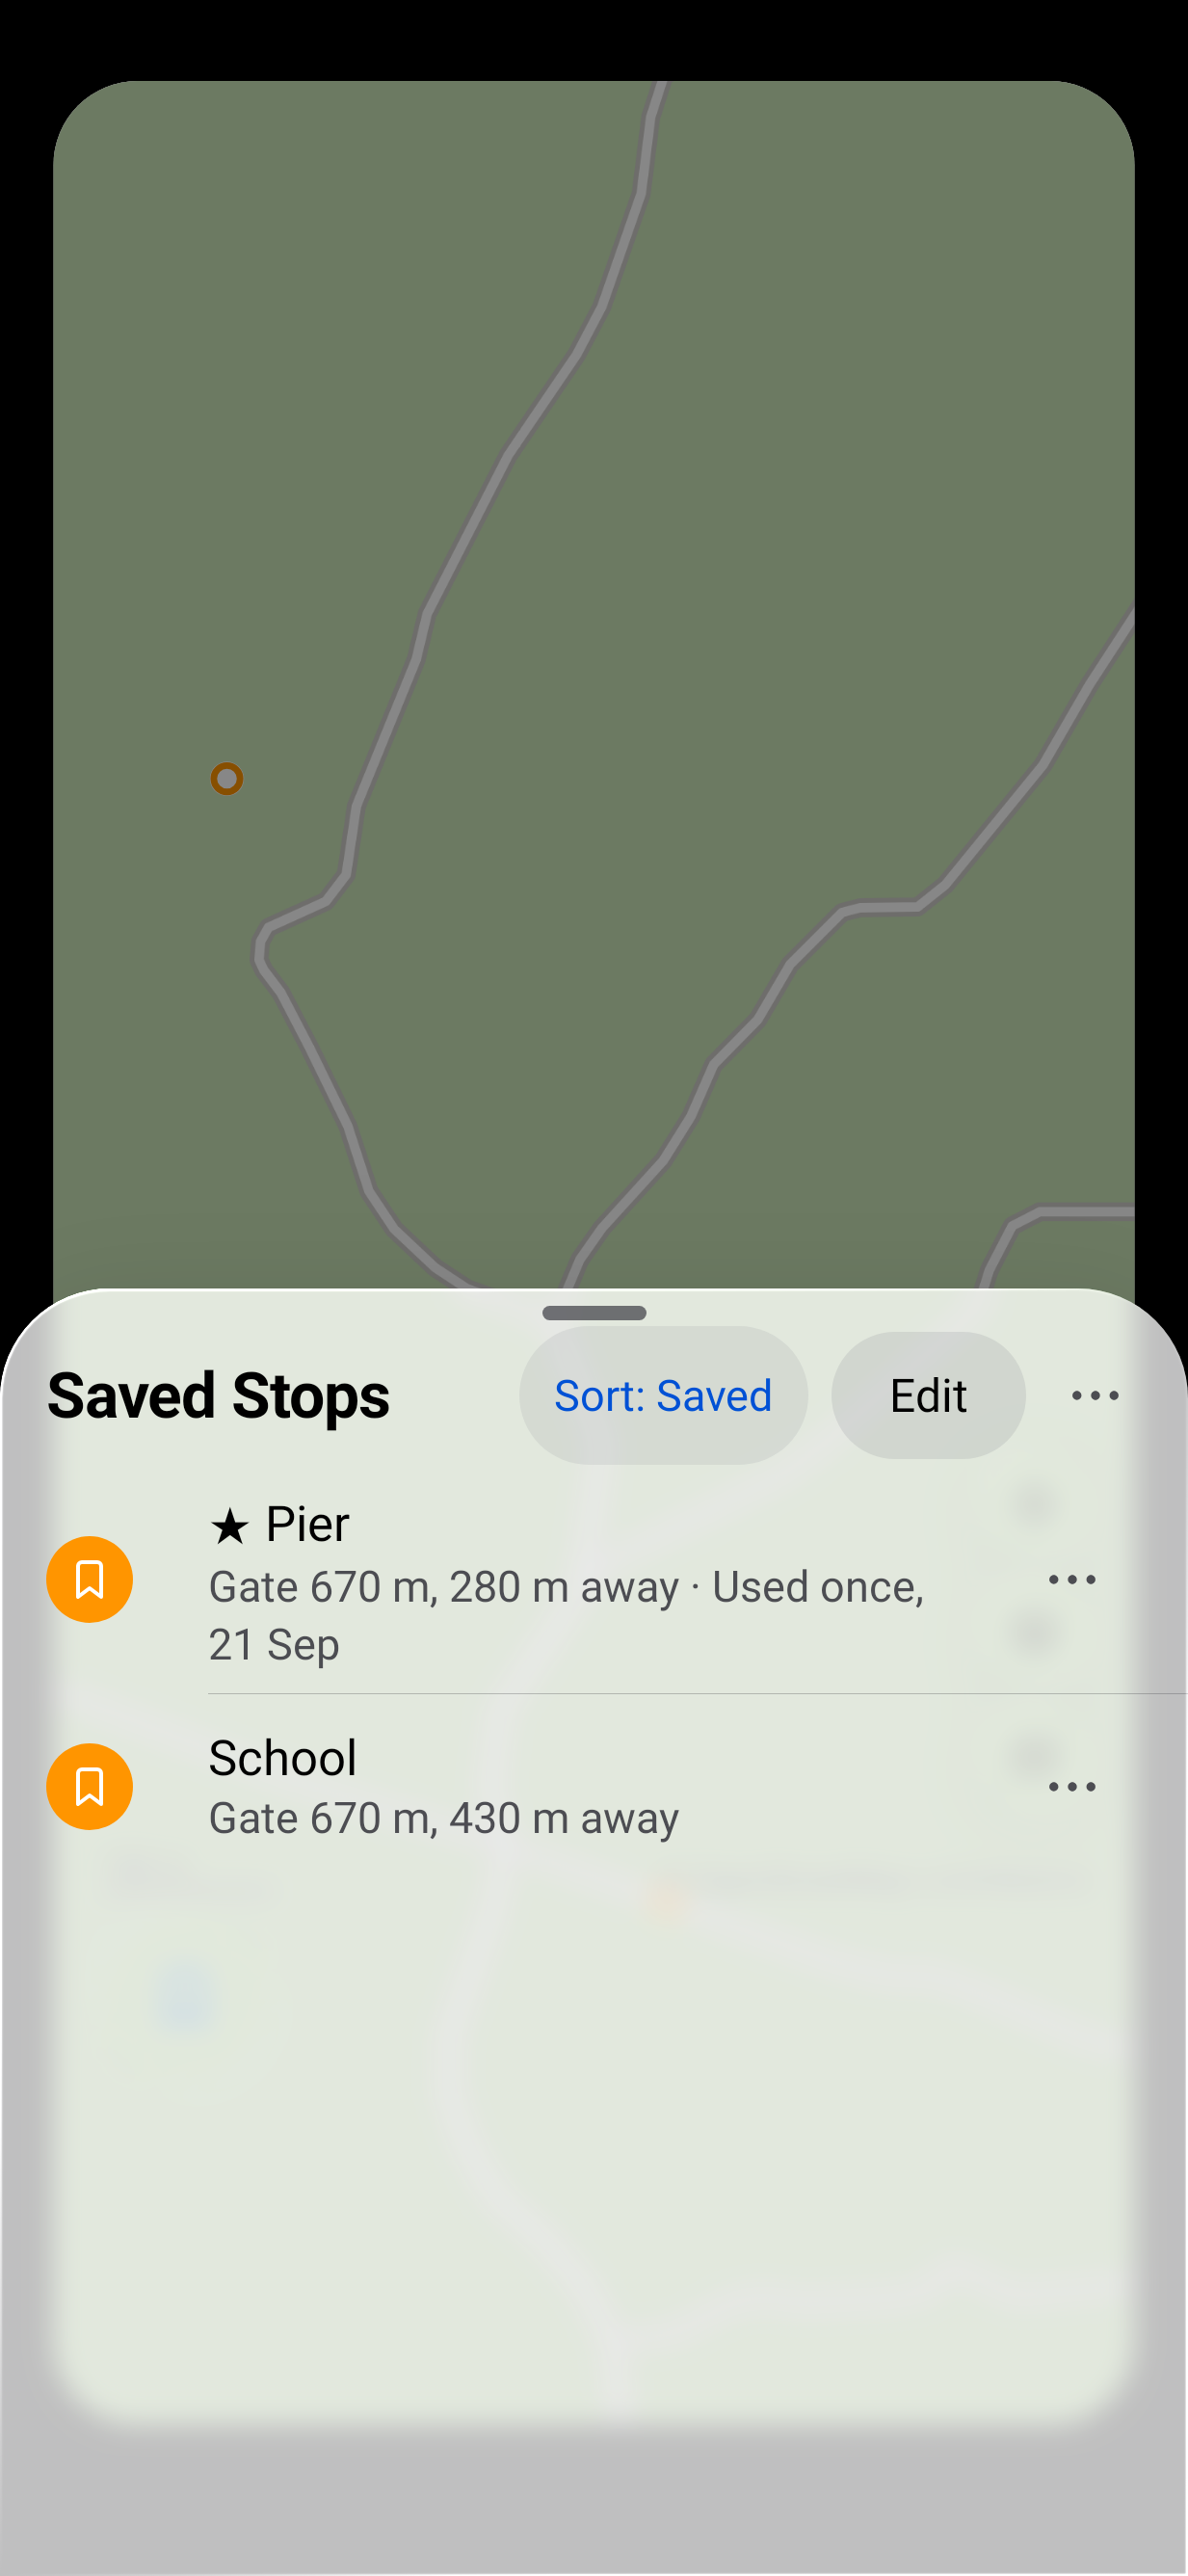 Saved Stops
Sort: Saved
Edit
★ Pier
Gate 670 m, 280 m away · Used once,
21 Sep
School
Gate 670 m, 430 m away